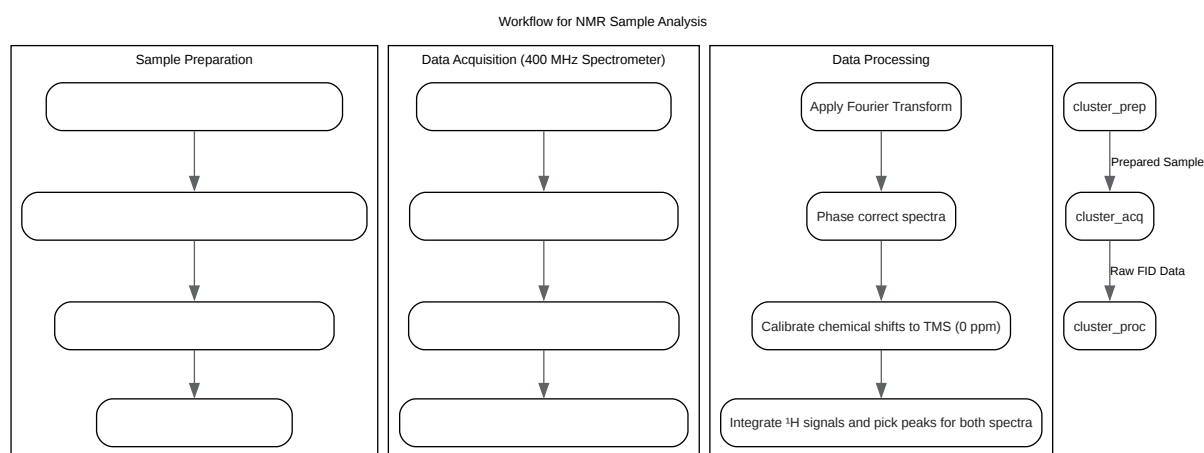 Workflow for NMR Sample Analysis
Sample Preparation
Data Acquisition (400 MHz Spectrometer)
Data Processing
Apply Fourier Transform
Phase correct spectra
Calibrate chemical shifts to TMS (0 ppm)
Integrate ¹H signals and pick peaks for both spectra
cluster_prep
Prepared Sample
cluster_acq
Raw FID Data
cluster_proc